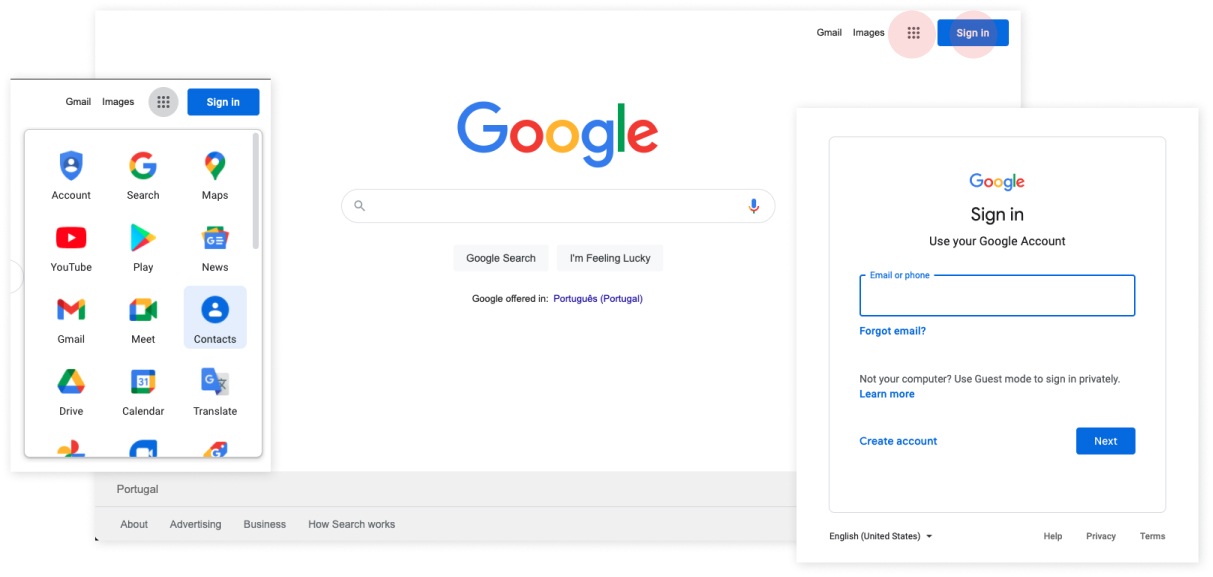 Gmail Images Sign in
Google
Google Search I'm Feeling Lucky
Google offered in: Português (Portugal)
Portugal
About Advertising Business How Search works
Gmail Images Sign in
Account Search Maps
YouTube Play News
Gmail Meet Contacts
Drive Calendar Translate
Google
Sign in
Use your Google Account
Email or phone
Forgot email?
Not your computer? Use Guest mode to sign in privately.
Learn more
Create account Next
English (United States) Help Privacy Terms